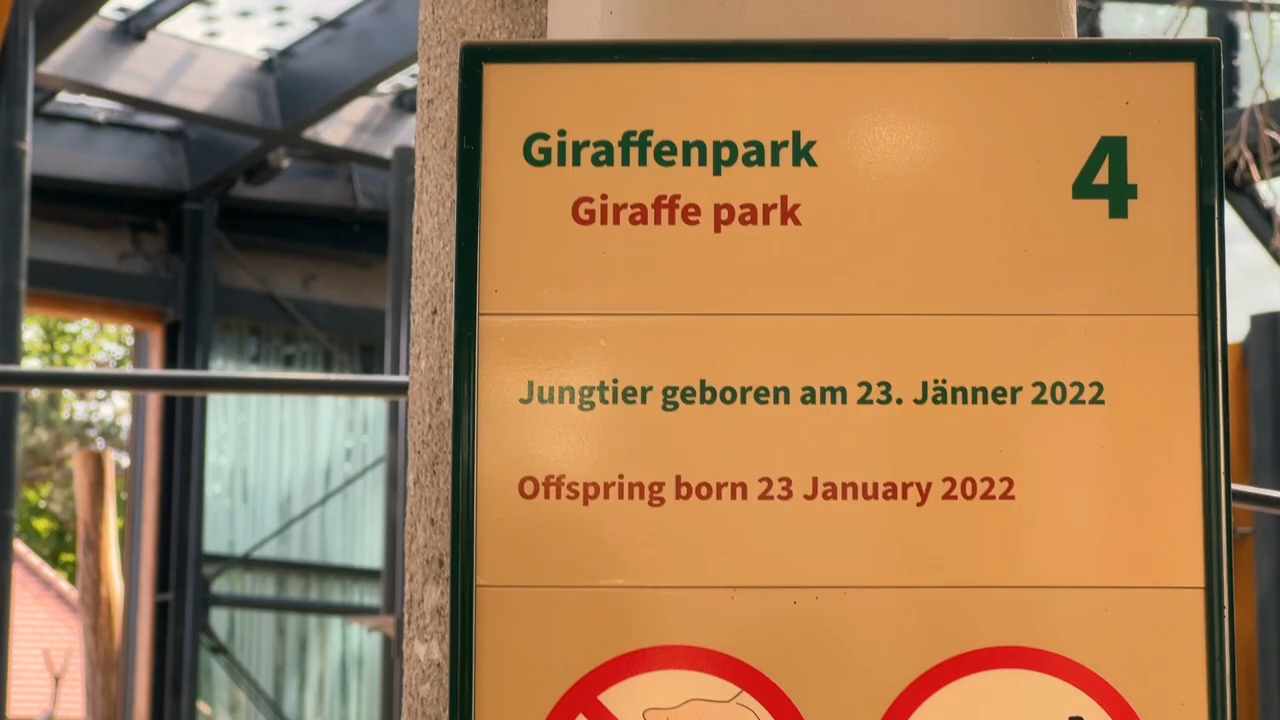 Giraffenpark
Giraffe park
4
Jungtier geboren am 23. Jänner 2022
Offspring born 23 January 2022